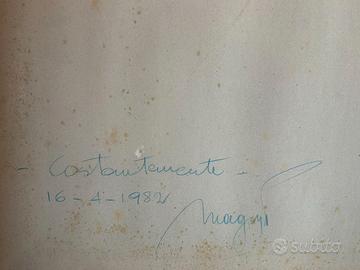 - Costantemente -
16-4-1982
subito